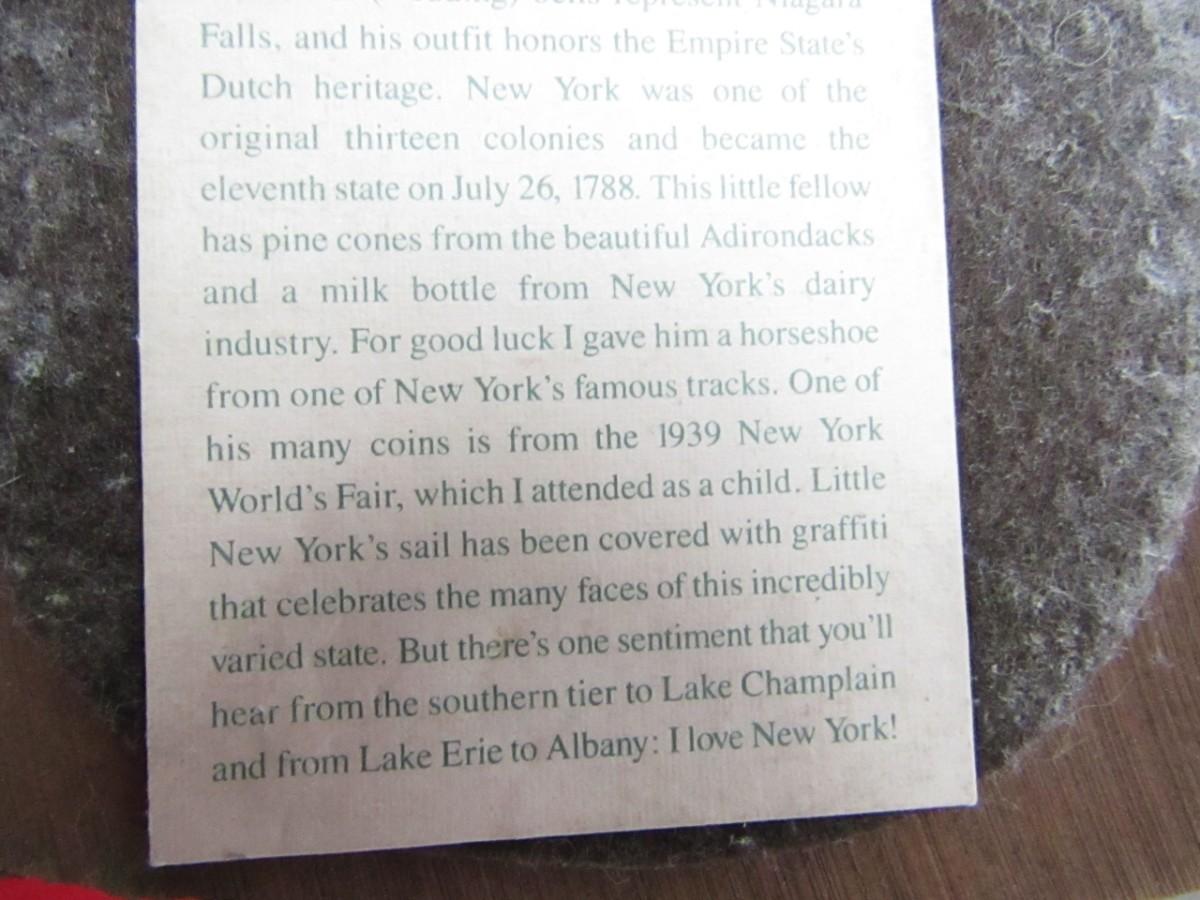 bells represent Niagara
Falls, and his outfit honors the Empire State's
Dutch heritage. New York was one of the
original thirteen colonies and became the
eleventh state on July 26, 1788. This little fellow
has pine cones from the beautiful Adirondacks
and a milk bottle from New York's dairy
industry. For good luck I gave him a horseshoe
from one of New York's famous tracks. One of
his many coins is from the 1939 New York
World's Fair, which I attended as a child. Little
New York's sail has been covered with graffiti
that celebrates the many faces of this incredibly
varied state. But there's one sentiment that you'll
hear from the southern tier to Lake Champlain
and from Lake Erie to Albany: I love New York!